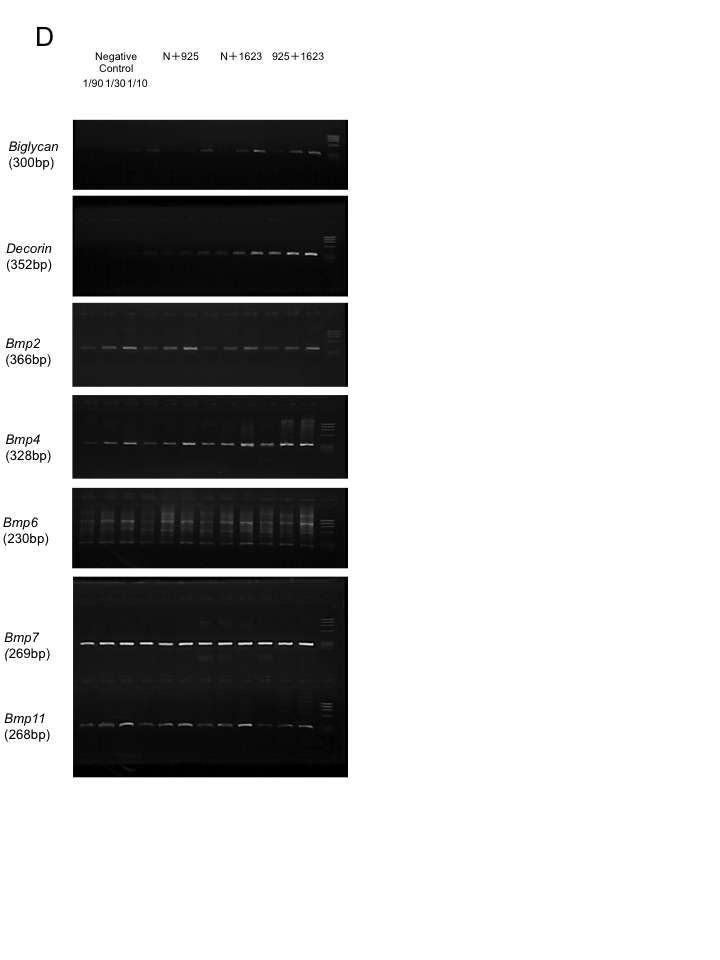 D
Negative
Control
N+925
N+1623
925+1623
1/90 1/30 1/10
Biglycan
(300bp)
Decorin
(352bp)
Bmp2
(366bp)
Bmp4
(328bp)
Bmp6
(230bp)
Bmp7
(269bp)
Bmp11
(268bp)